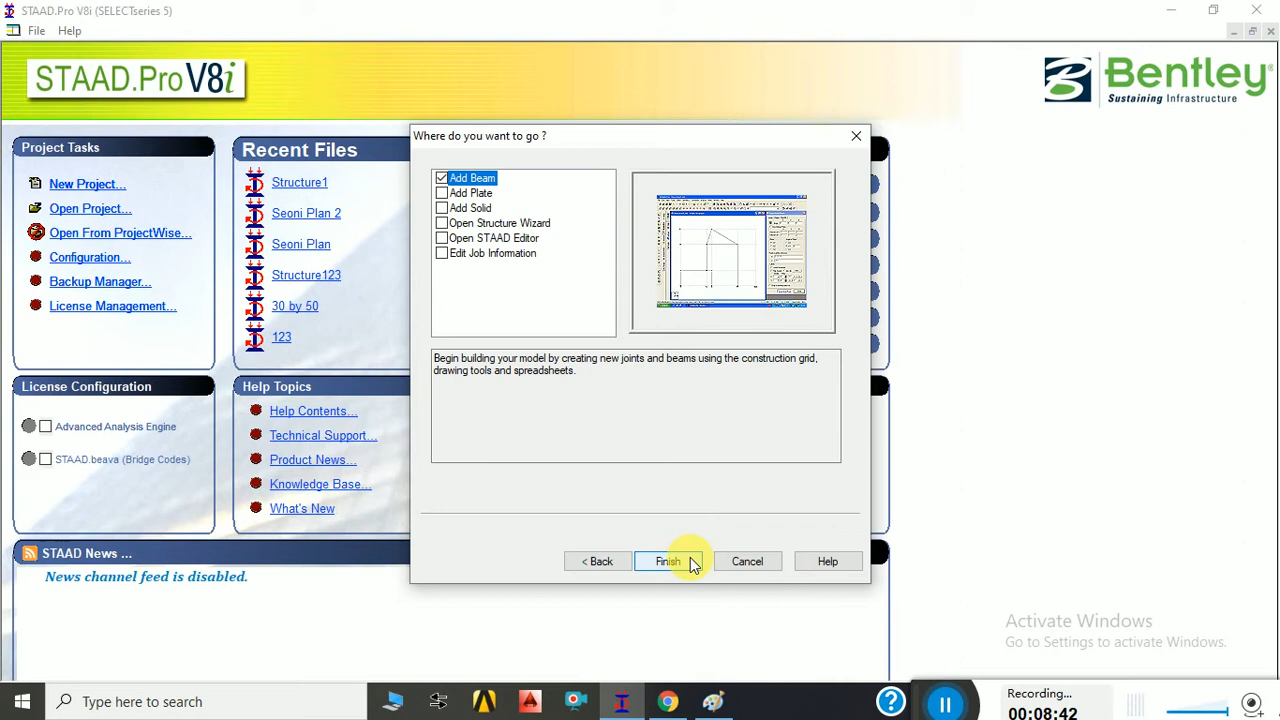 STAAD.Pro V8i (SELECTseries 5)
File Help
STAAD.Pro V8i
Bentley®
Sustaining Infrastructure
Project Tasks
New Project...
Open Project...
Open From ProjectWise...
Configuration...
Backup Manager...
License Management...
Recent Files
Structure1
Seoni Plan 2
Seoni Plan
Structure123
30 by 50
123
License Configuration
Advanced Analysis Engine
STAAD.beava (Bridge Codes)
Help Topics
Help Contents...
Technical Support...
Product News...
Knowledge Base...
What's New
STAAD News ...
News channel feed is disabled.
Where do you want to go ?
Add Beam
Add Plate
Add Solid
Open Structure Wizard
Open STAAD Editor
Edit Job Information
Begin building your model by creating new joints and beams using the construction grid,
drawing tools and spreadsheets.
< Back Finish Cancel Help
Activate Windows
Go to Settings to activate Windows.
Type here to search
Recording...
00:08:42